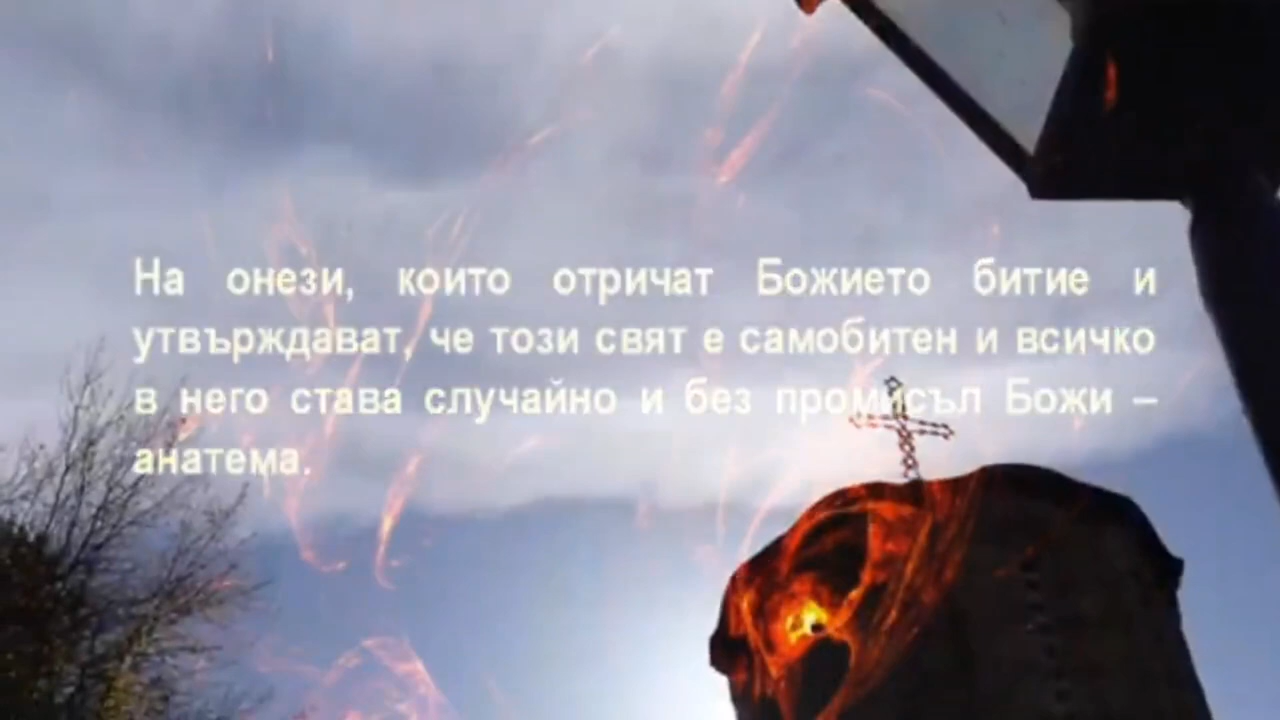 На онези, които отричат Божието битие и
утвърждават, че този свят е самобитен и всичко
в него става случайно и без промисъл Божи –
анатема.